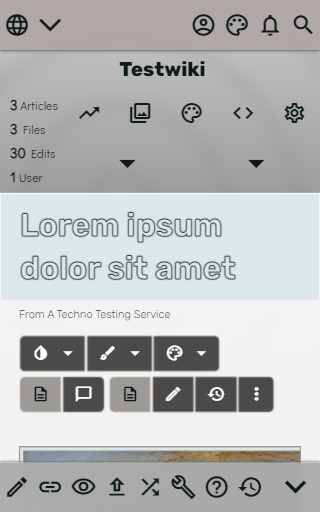 Testwiki
3 Articles
3 Files
30 Edits
1 User
Lorem ipsum
dolor sit amet
From A Techno Testing Service